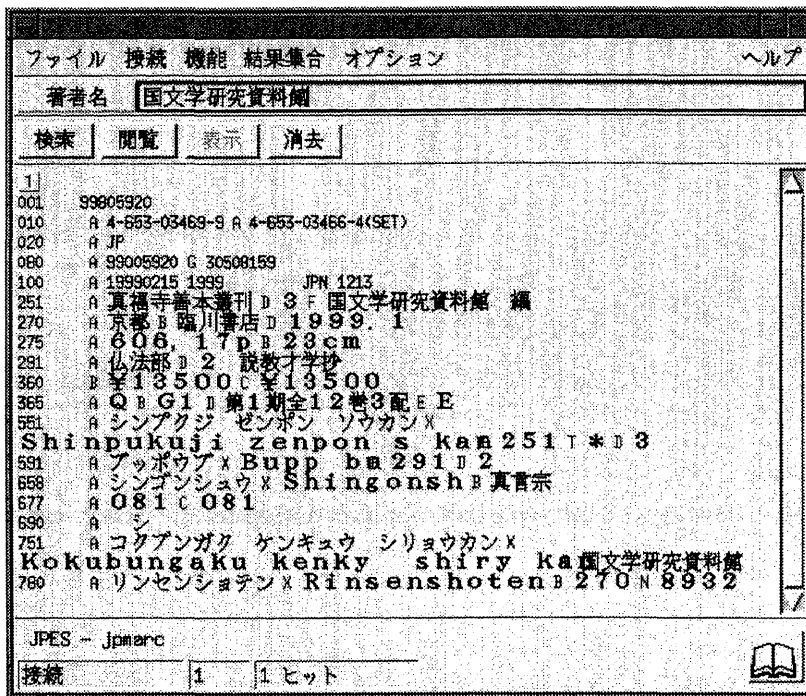 ファイル 接続 機能 結果集合 オプション ヘルプ
著者名 国文学研究資料館
検索 閲覧 表示 消去
1
001 99805920
010 A 4-653-03469-9 A 4-653-03466-4(SET)
020 A JP
080 A 99005920 G 30508159
100 A 19990215 1999 JPN 1213
251 A 真福寺善本叢刊 D 3 F 国文学研究資料館 編
270 A 京都 B 臨川書店 D 1999. 1
275 A 606, 17p B 23cm
291 A 仏法部 D 2 説教才学抄
360 B ¥13500 C ¥13500
365 A Q B G1 D 第1期全12巻3配 E E
551 A シンプクジ ゼンポン ソウカン X
Shinpukuji zenpon s kan B 251 T * D 3
591 A ブッポウブ X Bupp bu B 291 D 2
658 A シンゴンシュウ X Shingonsh B 真言宗
677 A 081 C 081
690 A シ
751 A コクブンガク ケンキュウ シリョウカン X
Kokubungaku kenky shiry kan B 国文学研究資料館
780 A リンセンショテン X Rinsenshoten B 270 N 8932
JPES - jpmarc
接続 1 1 ヒット